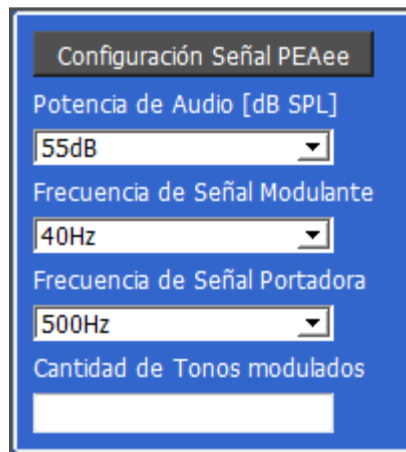 Configuración Señal PEAee
Potencia de Audio [dB SPL]
55dB
Frecuencia de Señal Modulante
40Hz
Frecuencia de Señal Portadora
500Hz
Cantidad de Tonos modulados